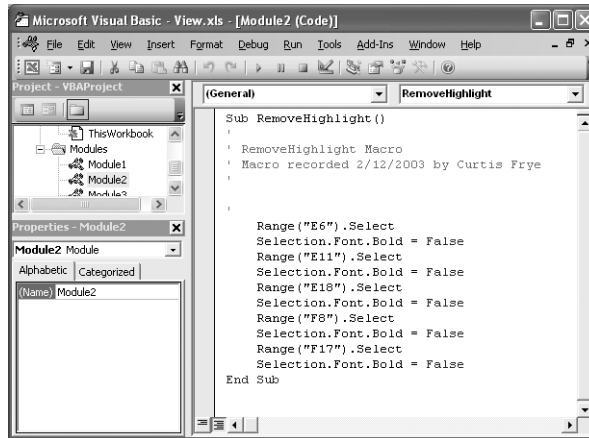 Microsoft Visual Basic - View.xls - [Module2 (Code)]
File Edit View Insert Format Debug Run Tools Add-Ins Window Help
Project - VBAProject
(General) RemoveHighlight
ThisWorkbook
Modules
Module1
Module2
Module3
Properties - Module2
Module2 Module
Alphabetic Categorized
(Name) Module2
Sub RemoveHighlight()
'
' RemoveHighlight Macro
' Macro recorded 2/12/2003 by Curtis Frye
'
'
Range("E6").Select
Selection.Font.Bold = False
Range("E11").Select
Selection.Font.Bold = False
Range("E18").Select
Selection.Font.Bold = False
Range("F8").Select
Selection.Font.Bold = False
Range("F17").Select
Selection.Font.Bold = False
End Sub